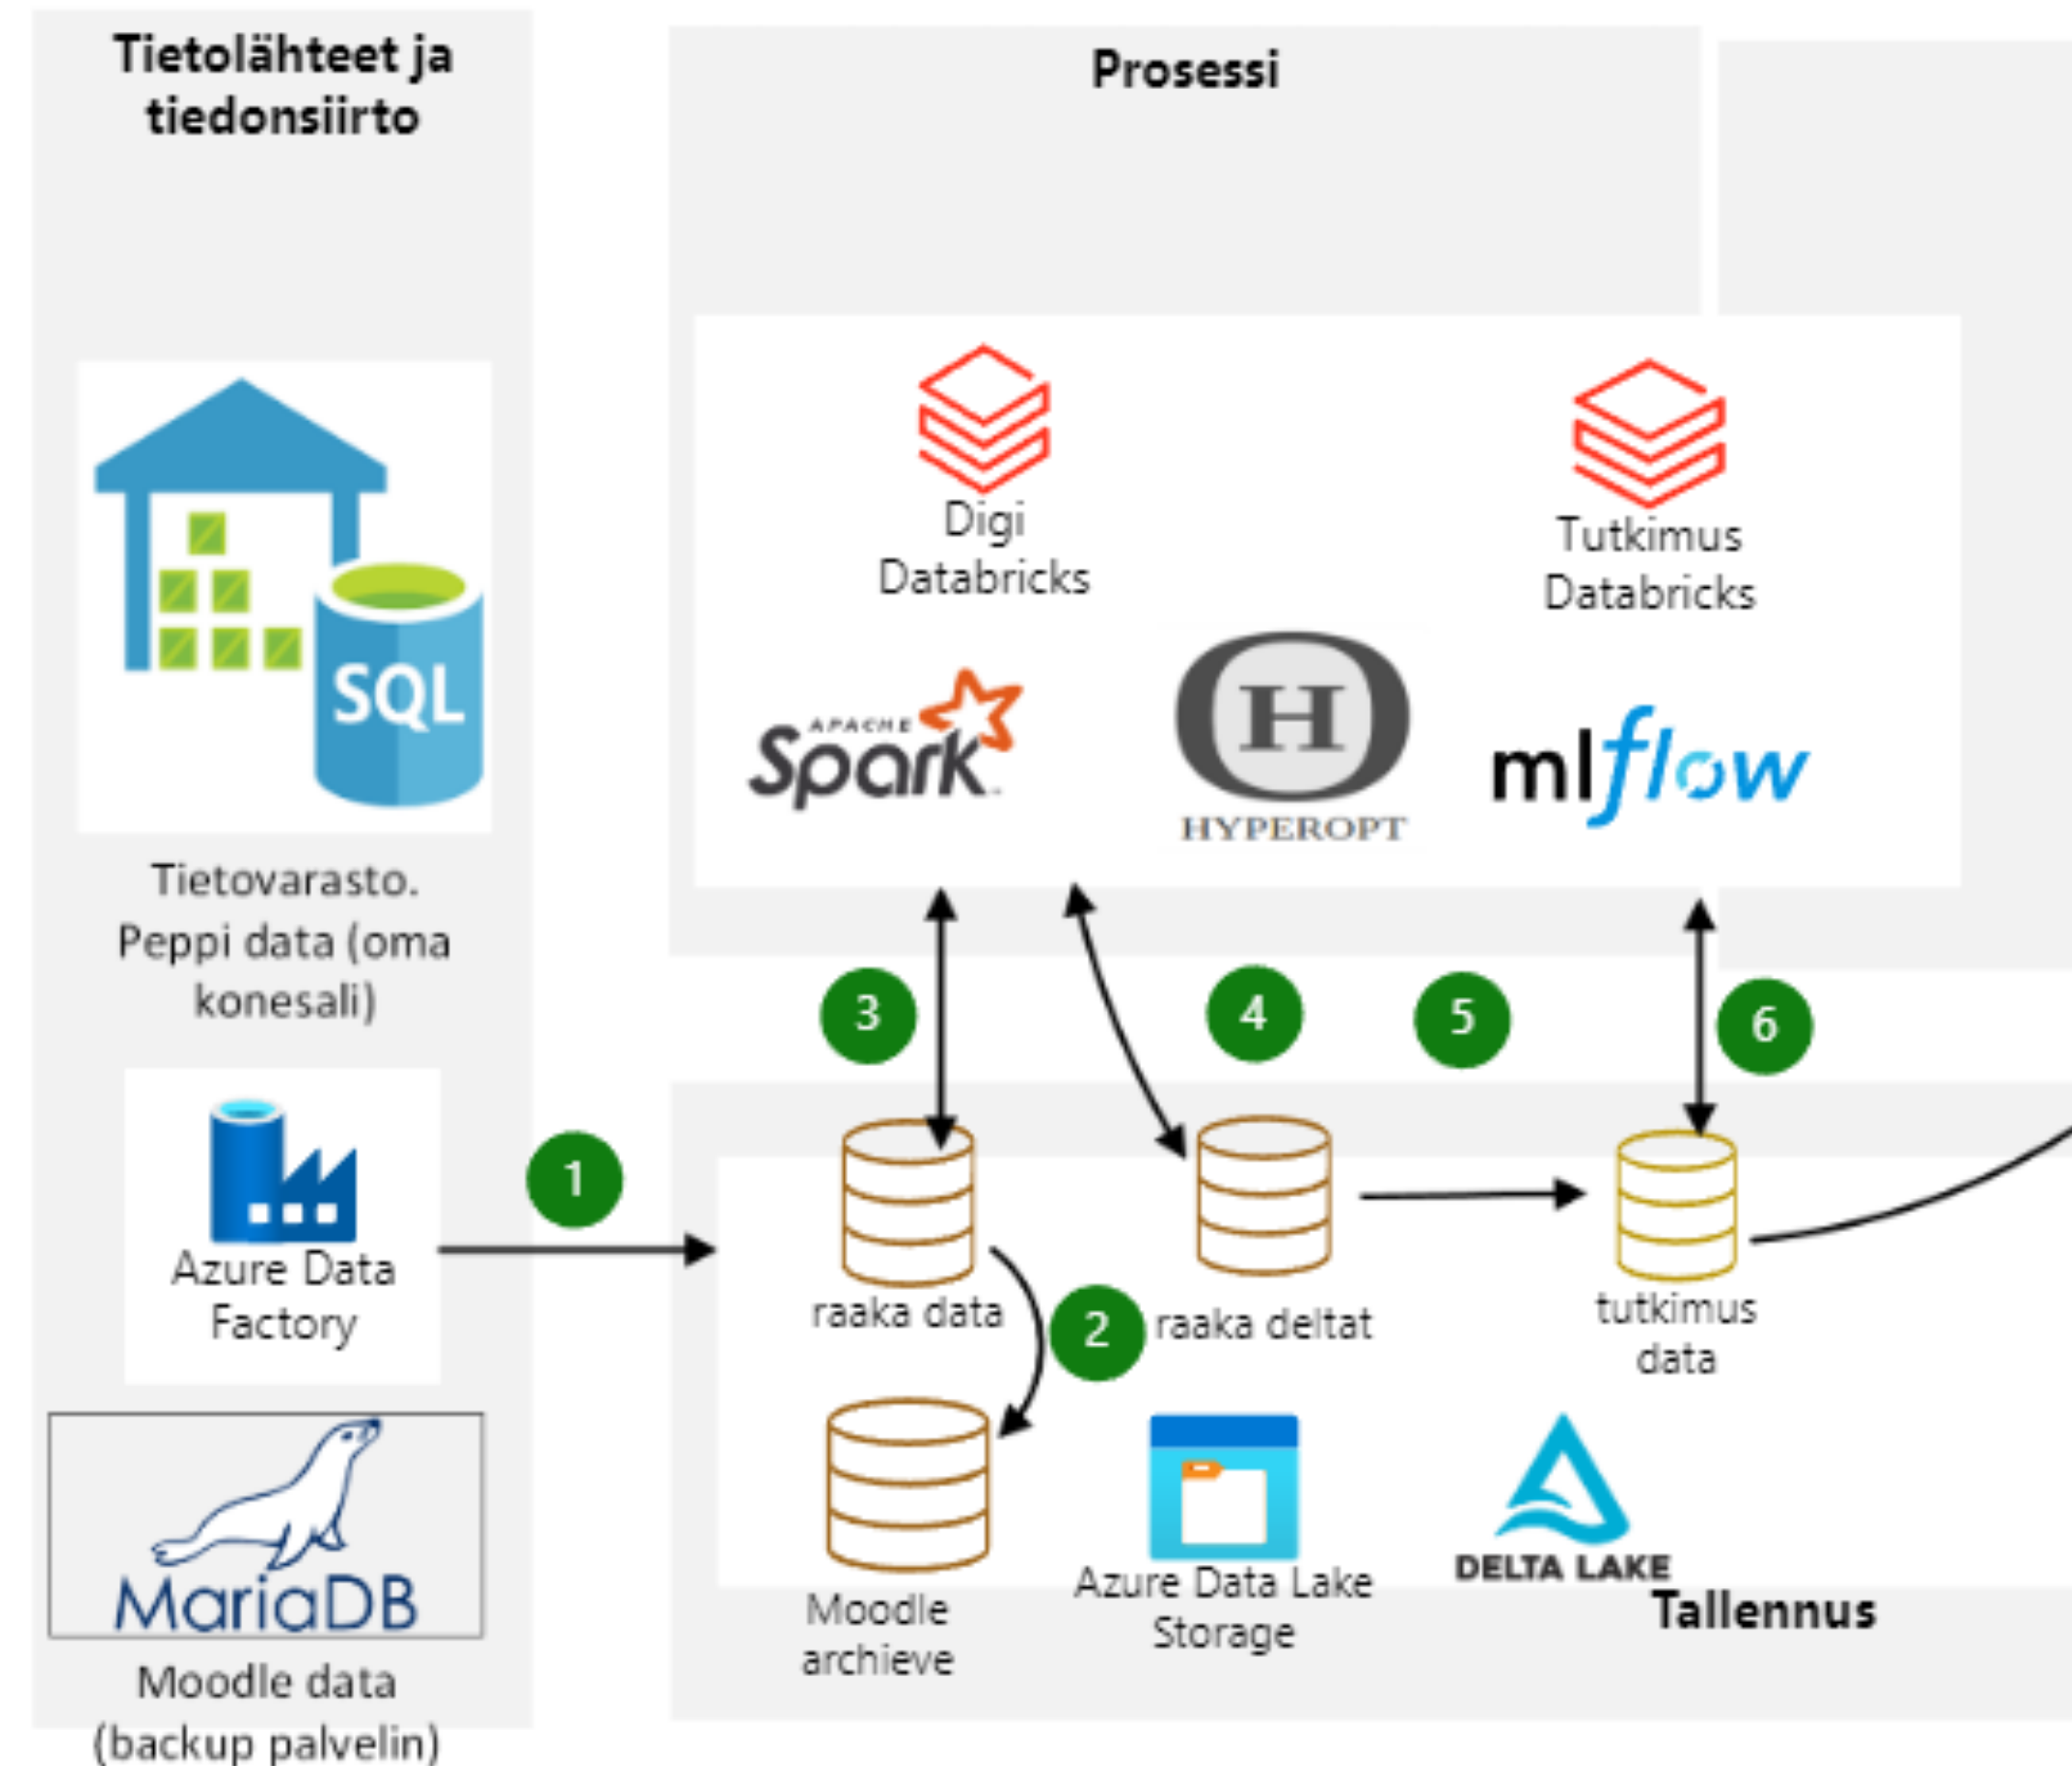 Tietolähteet ja
tiedonsiirto
SQL
Tietovarasto.
Peppi data (oma
konesali)
Azure Data
Factory
MariaDB
Moodle data
(backup palvelin)
1
Prosessi
Digi
Databricks
Tutkimus
Databricks
APACHE
Spark
H
HYPEROPT
mlflow
3
4
5
6
raaka data
2
raaka deltat
tutkimus
data
Moodle
archieve
Azure Data Lake
Storage
DELTA LAKE
Tallennus